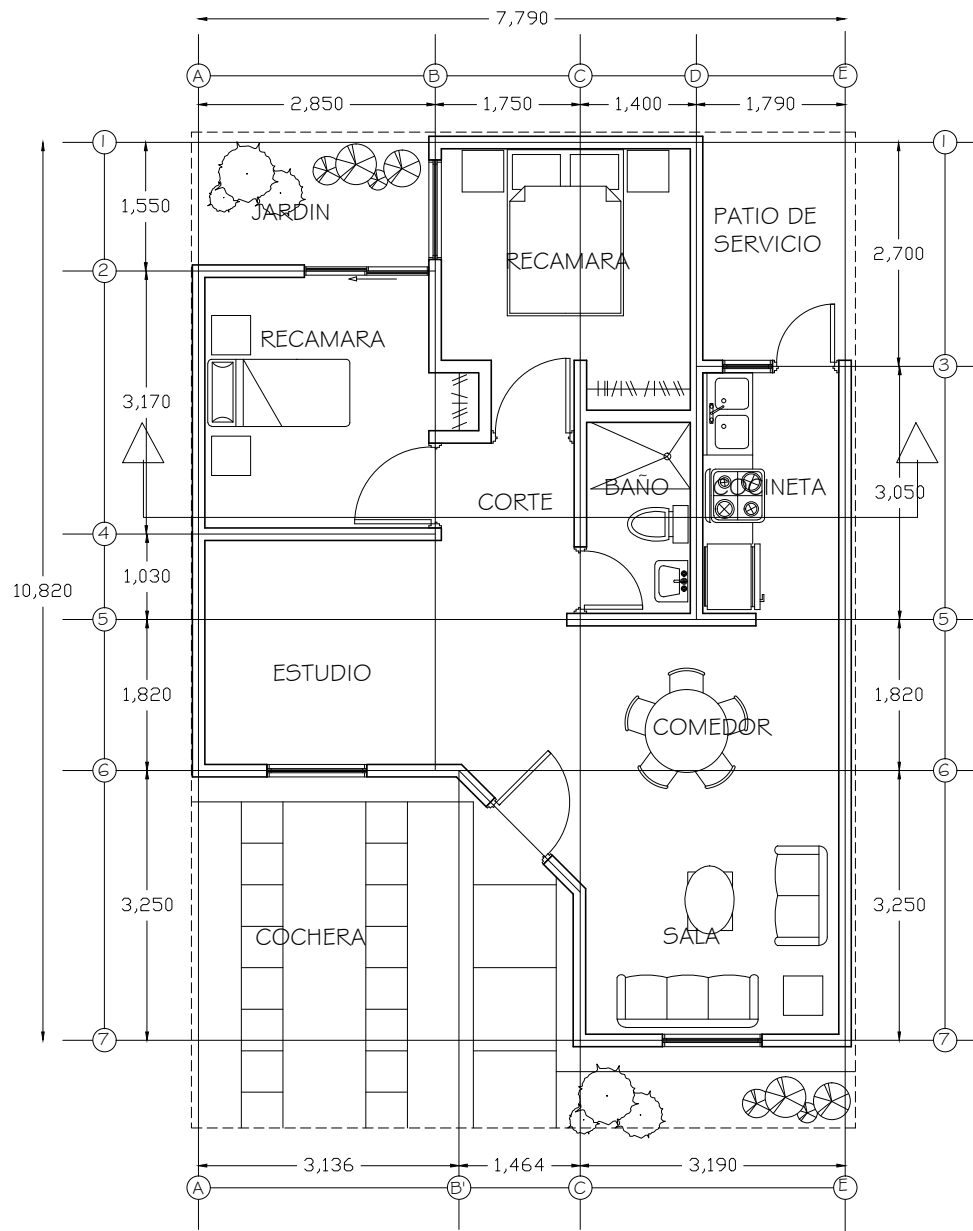 7,790
A
B
C
D
E
2,850
1,750
1,400
1,790
1
1
1,550
JARDIN
RECAMARA
PATIO DE
SERVICIO
2,700
2
RECAMARA
3
3,170
CORTE
BAÑO
INETA
3,050
4
1,030
10,820
5
5
1,820
ESTUDIO
COMEDOR
1,820
6
6
3,250
COCHERA
SALA
3,250
7
7
3,136
1,464
3,190
A
B'
C
E